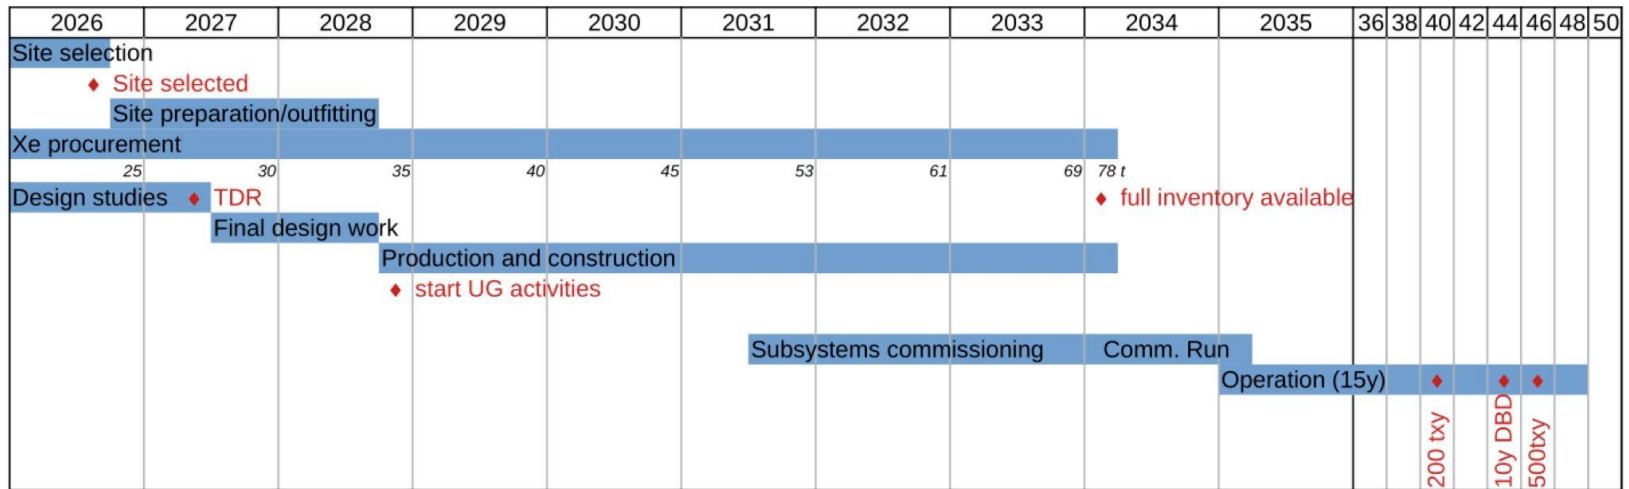 2026 2027 2028 2029 2030 2031 2032 2033 2034 2035 36 38 40 42 44 46 48 50
Site selection
Site selected
Site preparation/outfitting
Xe procurement
25 30 35 40 45 53 61 69 78 t
Design studies TDR full inventory available
Final design work
Production and construction
start UG activities
Subsystems commissioning Comm. Run
Operation (15y)
200 txy
10y DBD
500txy